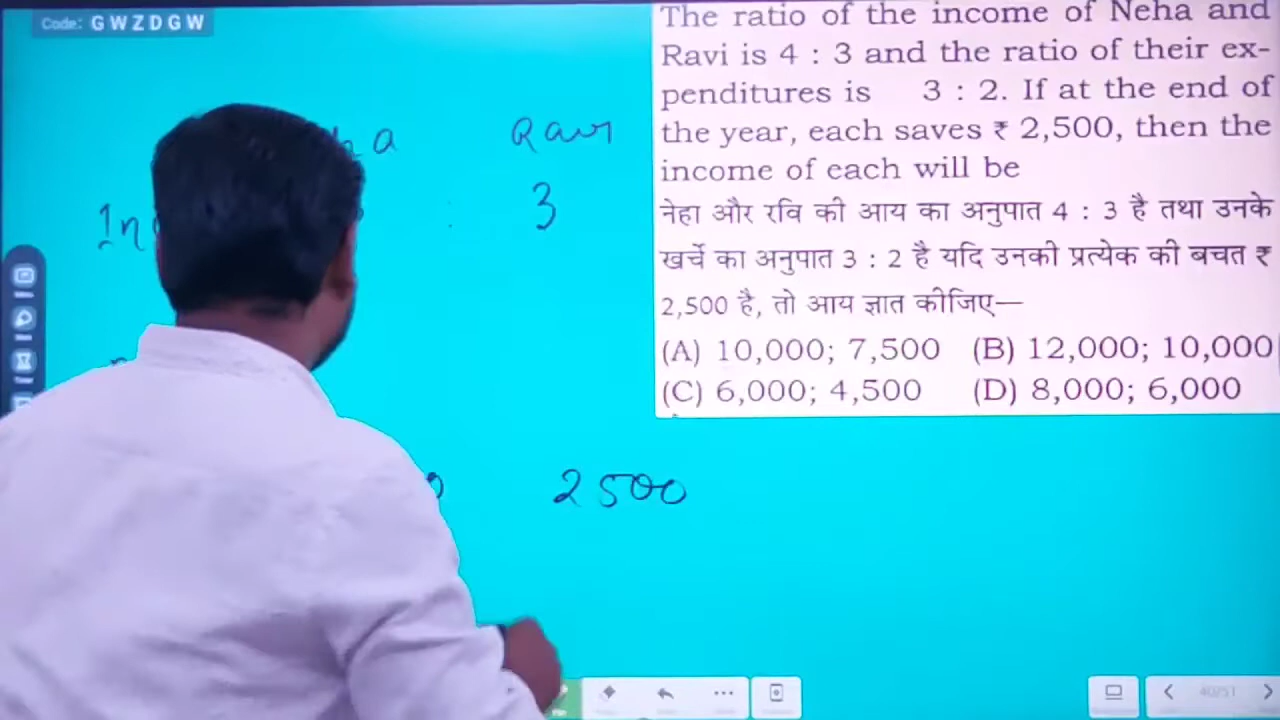 Code: G W Z D G W
The ratio of the income of Neha and
Ravi is 4 : 3 and the ratio of their ex-
penditures is 3 : 2. If at the end of
the year, each saves ₹ 2,500, then the
income of each will be
नेहा और रवि की आय का अनुपात 4 : 3 है तथा उनके
खर्चे का अनुपात 3 : 2 है यदि उनकी प्रत्येक की बचत ₹
2,500 है, तो आय ज्ञात कीजिए—
(A) 10,000; 7,500 (B) 12,000; 10,000
(C) 6,000; 4,500 (D) 8,000; 6,000
Ravi
: 3
2500
40/51